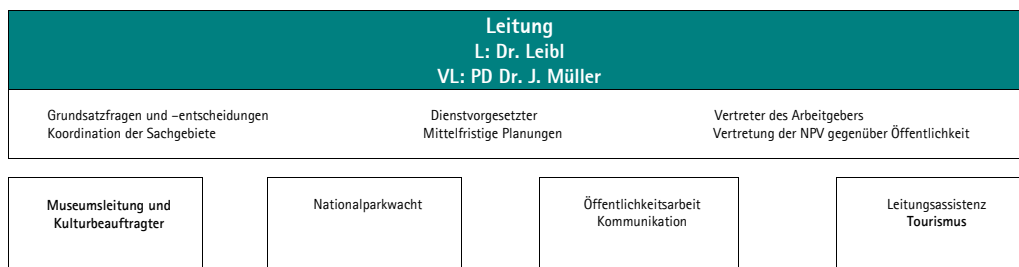 Leitung
L: Dr. Leibl
VL: PD Dr. J. Müller
Grundsatzfragen und –entscheidungen
Koordination der Sachgebiete
Dienstvorgesetzter
Mittelfristige Planungen
Vertreter des Arbeitgebers
Vertretung der NPV gegenüber Öffentlichkeit
Museumsleitung und
Kulturbeauftragter
Nationalparkwacht
Öffentlichkeitsarbeit
Kommunikation
Leitungsassistenz
Tourismus